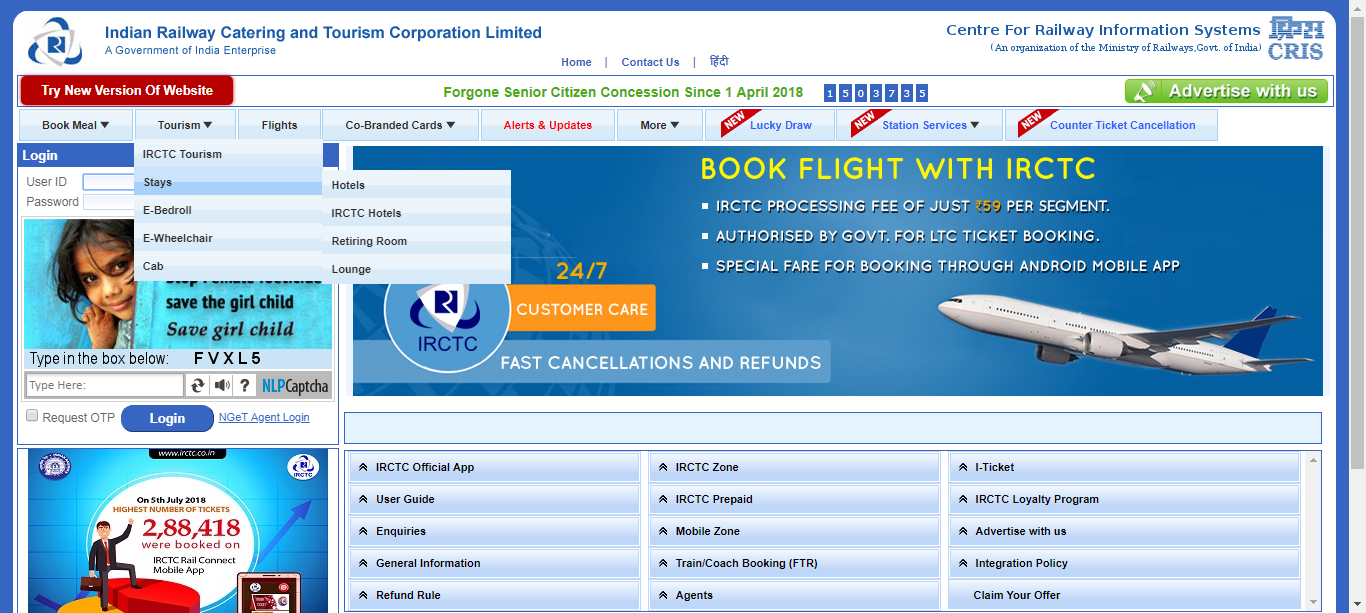 Indian Railway Catering and Tourism Corporation Limited
A Government of India Enterprise
Centre For Railway Information Systems
(An organization of the Ministry of Railways,Govt. of India)
CRIS
Home | Contact Us | हिंदी
Try New Version Of Website
Forgone Senior Citizen Concession Since 1 April 2018 1 5 0 3 7 3 5
Advertise with us
Book Meal Tourism Flights Co-Branded Cards Alerts & Updates More NEW Lucky Draw NEW Station Services NEW Counter Ticket Cancellation
Login
User ID
Password
IRCTC Tourism
Stays
E-Bedroll
E-Wheelchair
Cab
Hotels
IRCTC Hotels
Retiring Room
Lounge
save the girl child
Save girl child
Type in the box below: FVXL5
Type Here:
? NLPCaptcha
Request OTP Login NGeT Agent Login
BOOK FLIGHT WITH IRCTC
IRCTC PROCESSING FEE OF JUST ₹59 PER SEGMENT.
AUTHORISED BY GOVT. FOR LTC TICKET BOOKING.
SPECIAL FARE FOR BOOKING THROUGH ANDROID MOBILE APP
24/7
CUSTOMER CARE
IRCTC
FAST CANCELLATIONS AND REFUNDS
www.irctc.co.in
IRCTC
On 5th July 2018
HIGHEST NUMBER OF TICKETS
2,88,418
were booked on
IRCTC Rail Connect
Mobile App
IRCTC Official App
IRCTC Zone
I-Ticket
User Guide
IRCTC Prepaid
IRCTC Loyalty Program
Enquiries
Mobile Zone
Advertise with us
General Information
Train/Coach Booking (FTR)
Integration Policy
Refund Rule
Agents
Claim Your Offer